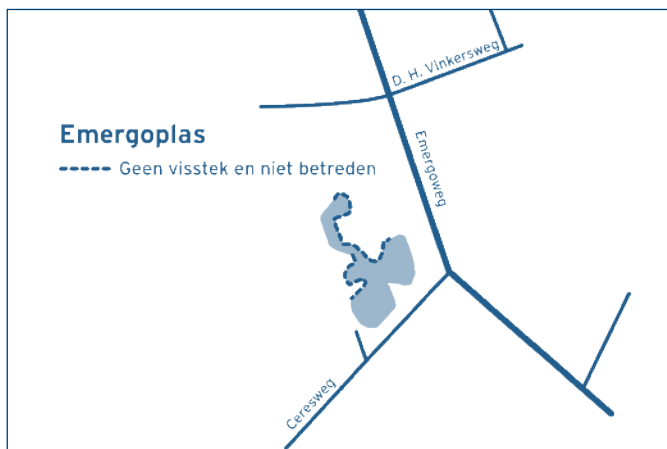 D. H. Vinkersweg
Emergoplas
Geen visstek en niet betreden
Emergoweg
Ceresweg